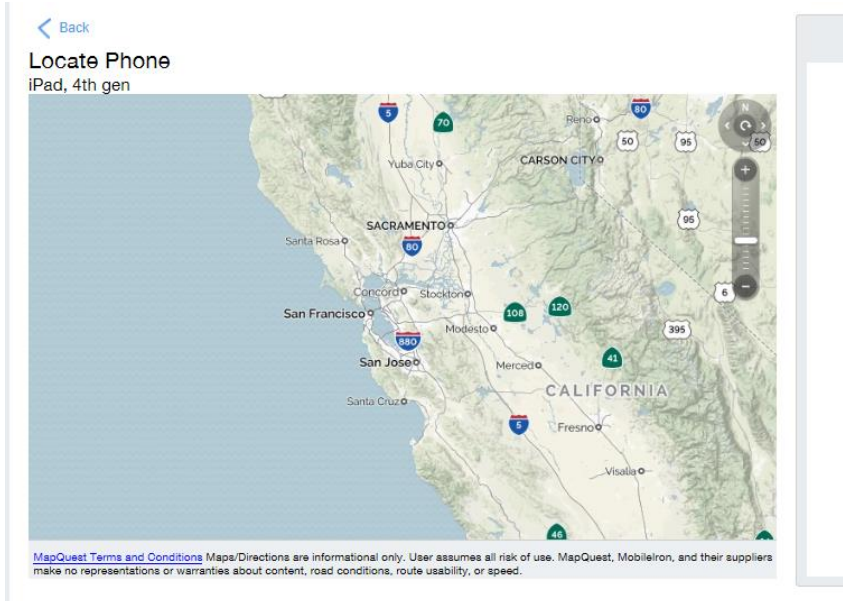 Back
Locate Phone
iPad, 4th gen
5
70
80
Reno
N
50
95
50
Yuba City
CARSON CITY
SACRAMENTO
95
Santa Rosa
80
Concord
Stockton
6
San Francisco
108
120
Modesto
395
880
San Jose
Merced
41
CALIFORNIA
Santa Cruz
5
Fresno
Visalia
46
MapQuest Terms and Conditions Maps/Directions are informational only. User assumes all risk of use. MapQuest, MobileIron, and their suppliers
make no representations or warranties about content, road conditions, route usability, or speed.